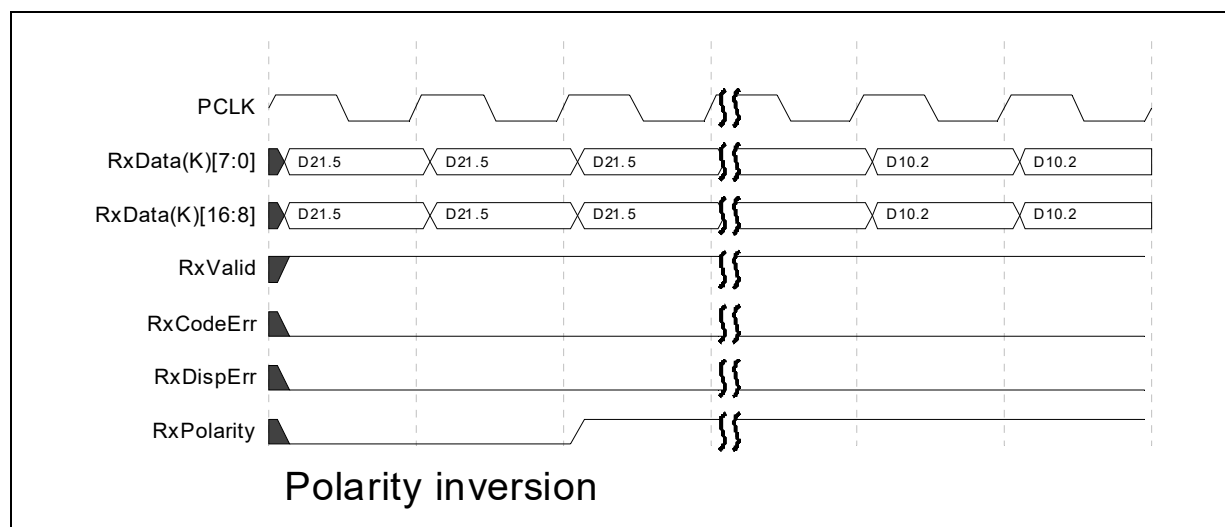 PCLK
RxData(K)[7:0] D21.5 D21.5 D21.5 D10.2 D10.2
RxData(K)[16:8] D21.5 D21.5 D21.5 D10.2 D10.2
RxValid
RxCodeErr
RxDispErr
RxPolarity
Polarity inversion